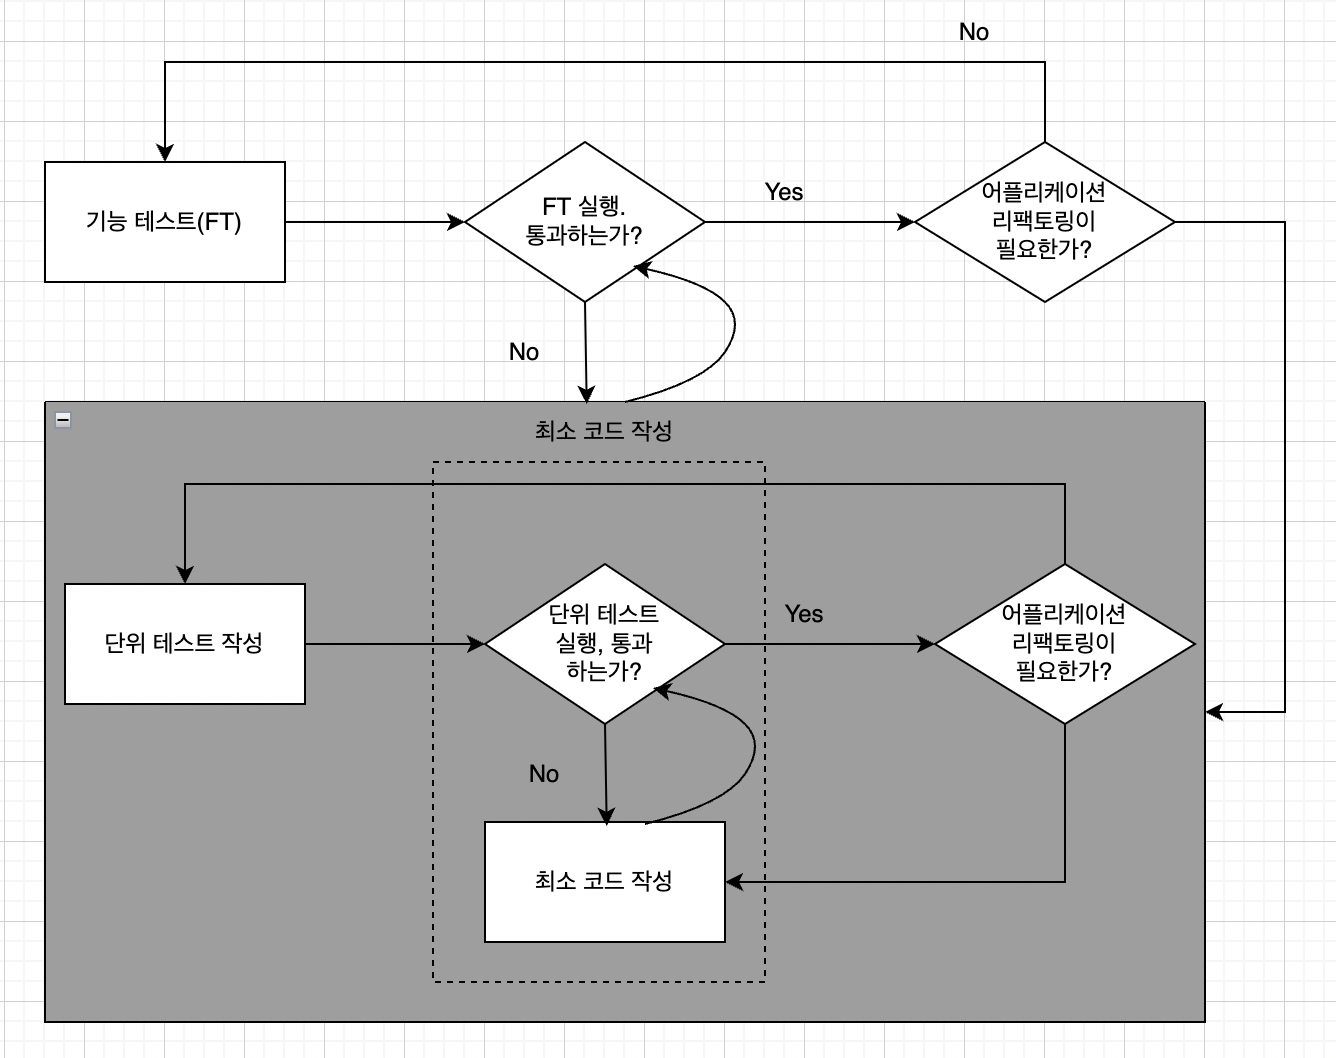 No
기능 테스트(FT)
FT 실행.
통과하는가?
Yes
어플리케이션
리팩토링이
필요한가?
No
최소 코드 작성
단위 테스트 작성
단위 테스트
실행, 통과
하는가?
Yes
어플리케이션
리팩토링이
필요한가?
No
최소 코드 작성